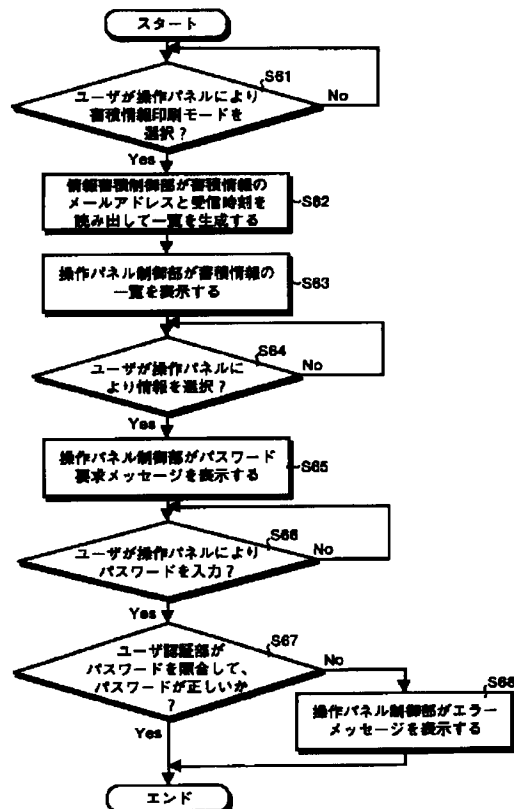 スタート
S61
ユーザが操作パネルにより
蓄積情報印刷モードを
選択?
No
Yes
情報蓄積制御部が蓄積情報の
メールアドレスと受信時刻を
読み出して一覧を生成する
S62
操作パネル制御部が蓄積情報の
一覧を表示する
S63
S64
ユーザが操作パネルに
より情報を選択?
No
Yes
操作パネル制御部がパスワード
要求メッセージを表示する
S65
S66
ユーザが操作パネルにより
パスワードを入力?
No
Yes
S67
ユーザ認証部が
パスワードを照合して、
パスワードが正しいか
?
No
Yes
S68
操作パネル制御部がエラー
メッセージを表示する
エンド